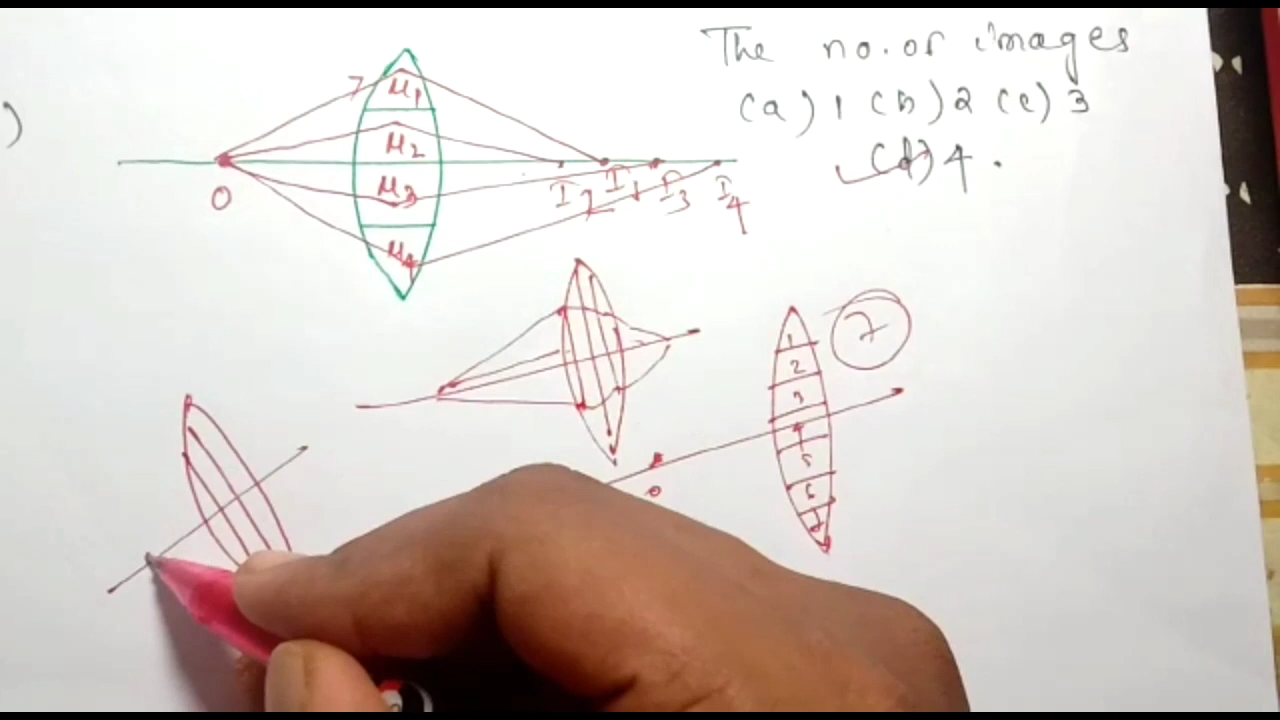 The no. of images
(a) 1 (b) 2 (c) 3
(d) 4.
)
μ1
μ2
μ3
μ4
O
I2 I1 I3 I4
7
1
2
3
4
5
6
7
o